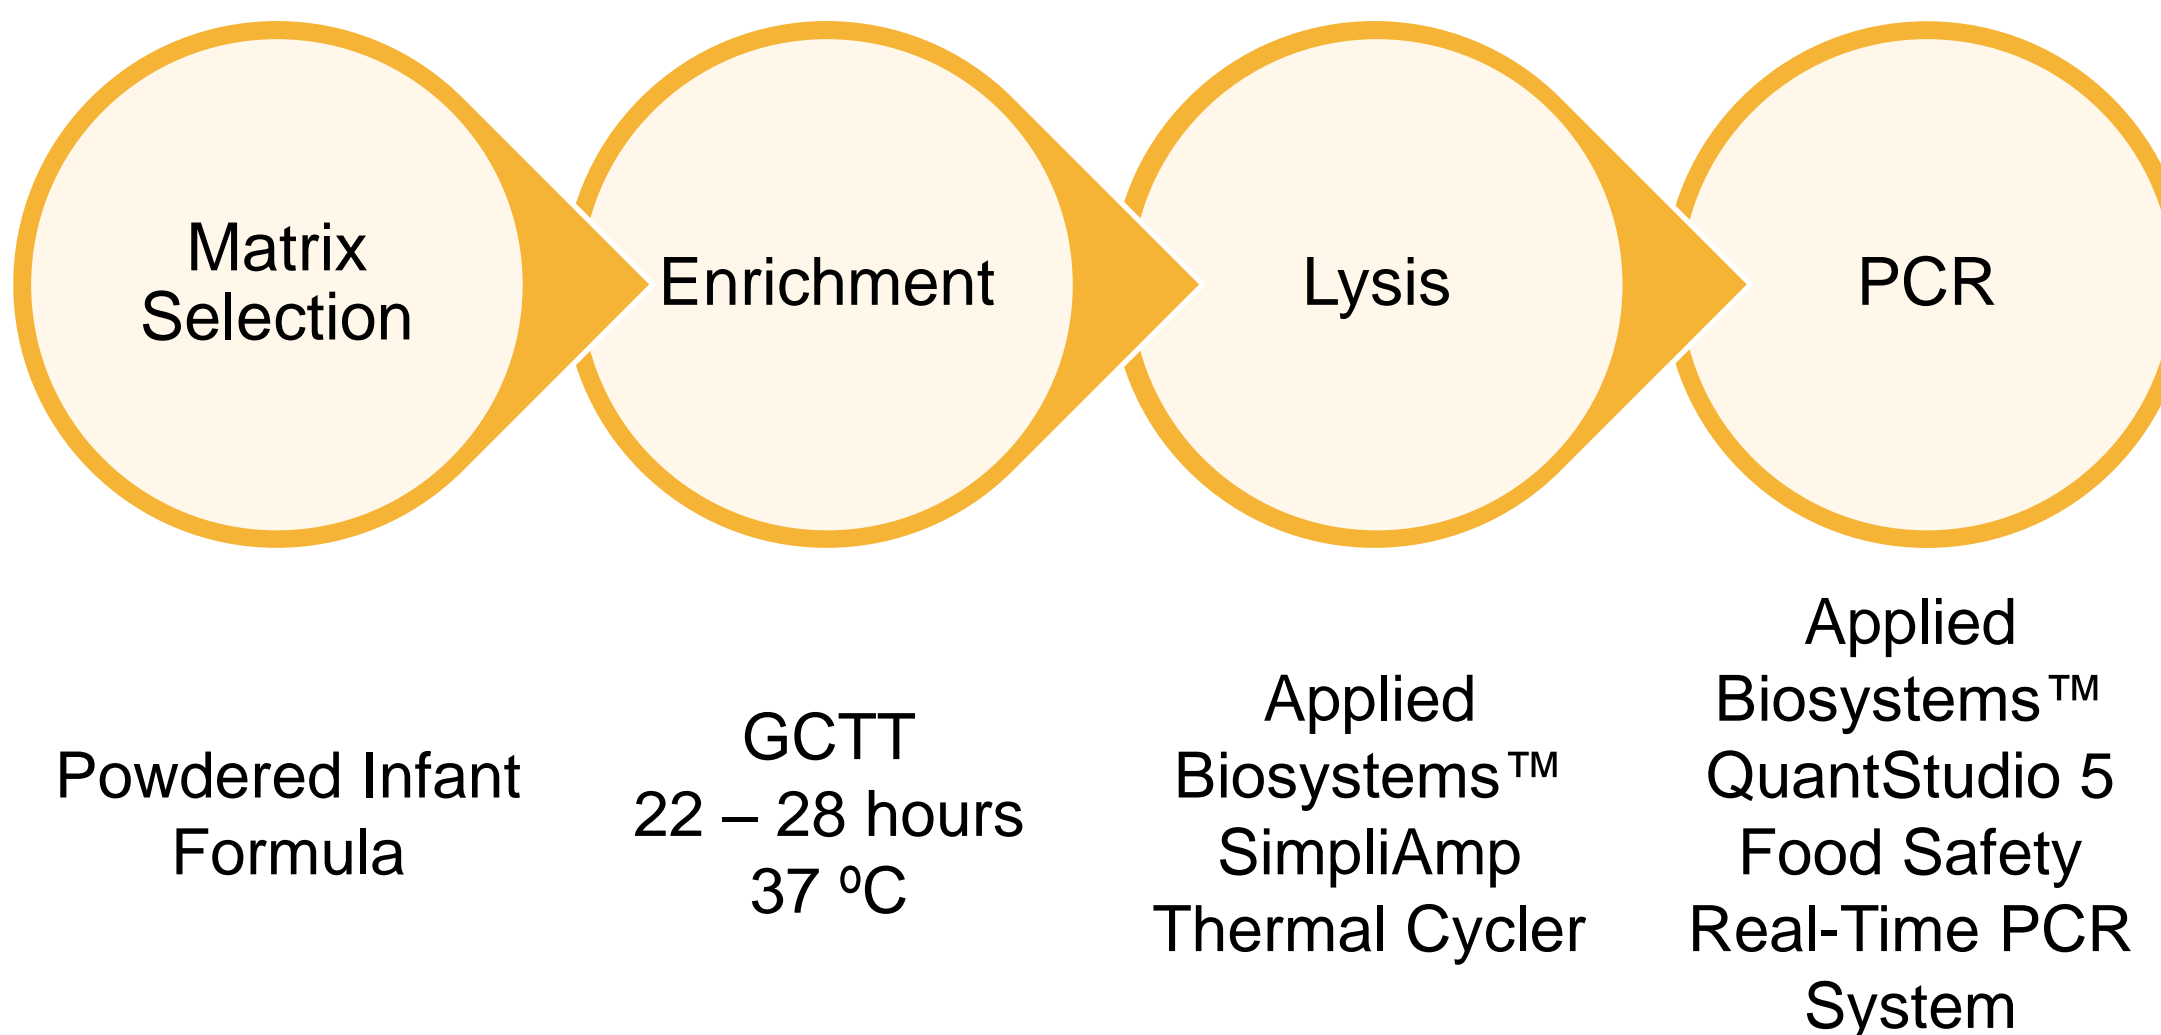 Matrix
Selection
Enrichment
Lysis
PCR
Powdered Infant
Formula
GCTT
22 – 28 hours
37 ºC
Applied
Biosystems™
SimpliAmp
Thermal Cycler
Applied
Biosystems™
QuantStudio 5
Food Safety
Real-Time PCR
System